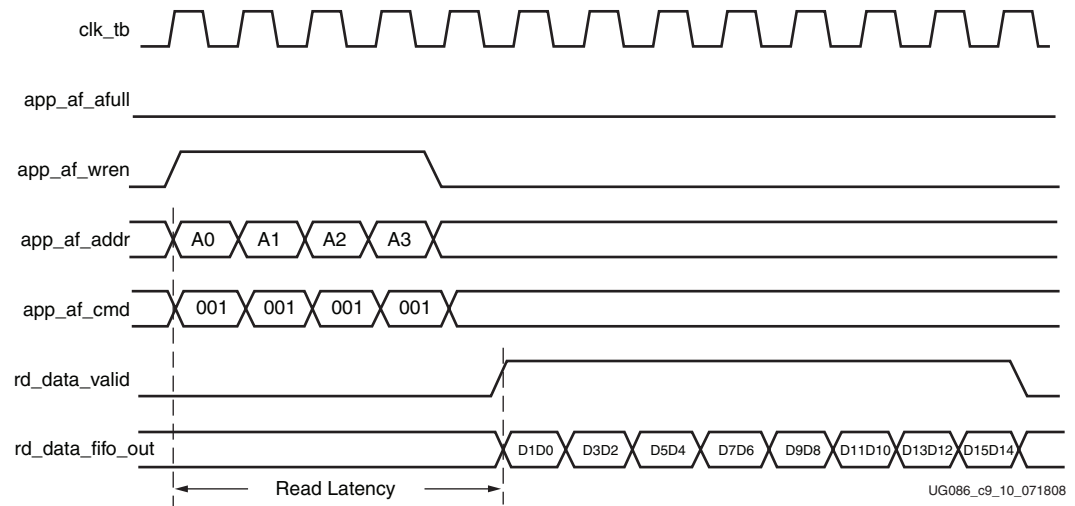 clk_tb
app_af_afull
app_af_wren
app_af_addr A0 A1 A2 A3
app_af_cmd 001 001 001 001
rd_data_valid
rd_data_fifo_out D1D0 D3D2 D5D4 D7D6 D9D8 D11D10 D13D12 D15D14
Read Latency
UG086_c9_10_071808